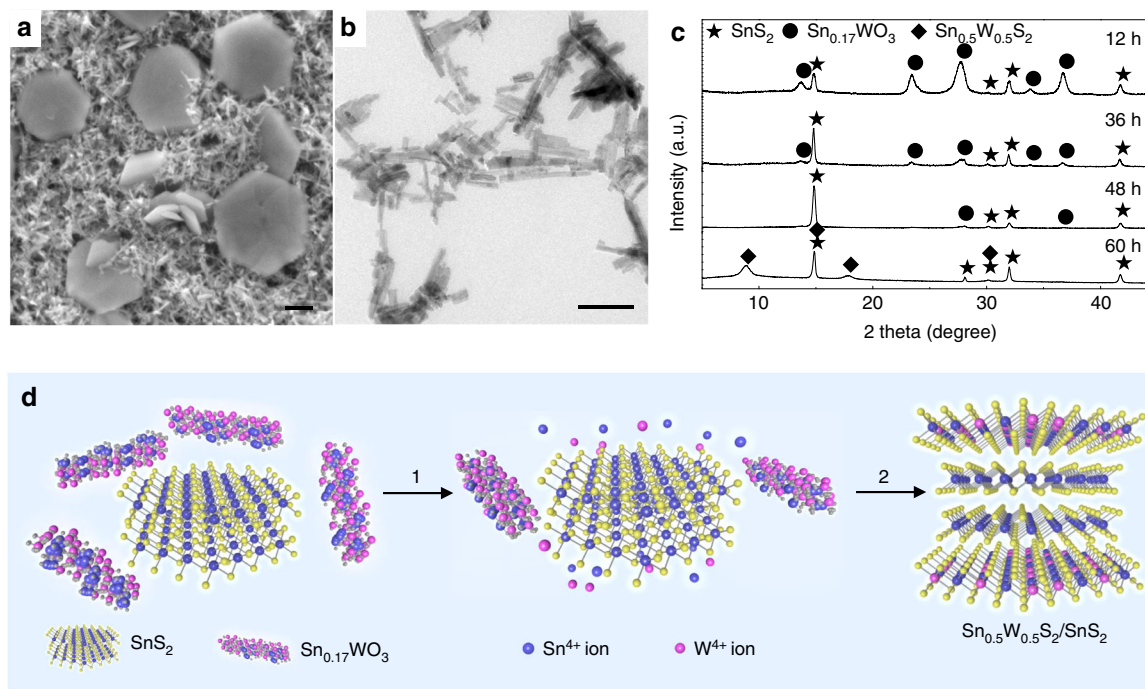 a
b
c
★ SnS₂ ● Sn₀.₁₇WO₃ ◆ Sn₀.₅W₀.₅S₂
12 h
36 h
48 h
60 h
Intensity (a.u.)
10 20 30 40
2 theta (degree)
d
1
2
SnS₂
Sn₀.₁₇WO₃
Sn⁴⁺ ion
W⁴⁺ ion
Sn₀.₅W₀.₅S₂/SnS₂